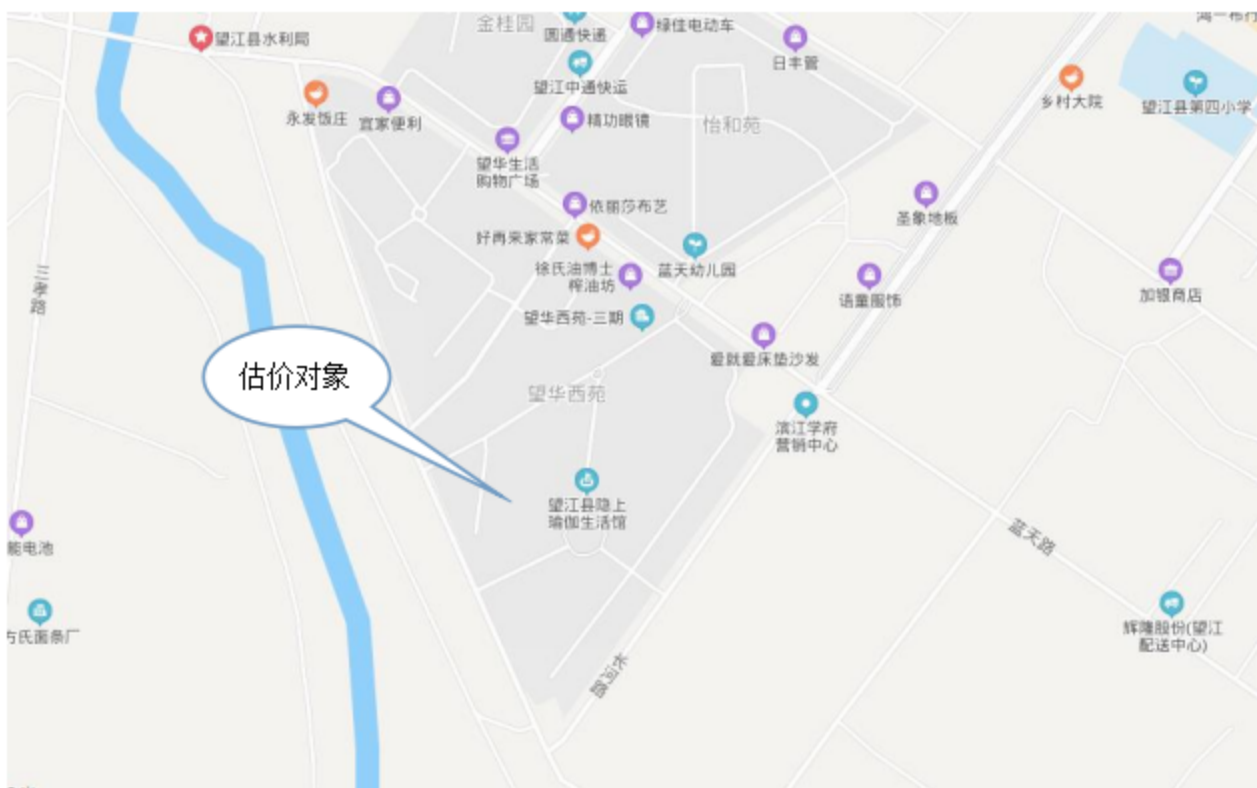 金桂园
圆通快递
绿佳电动车
望江县水利局
日丰管
望江中通快运
永发饭庄
宜家便利
精功眼镜
怡和苑
乡村大院
望江县第四小学
望华生活
购物广场
依丽莎布艺
圣象地板
好再来家常菜
徐氏油博士
榨油坊
蓝天幼儿园
三孝路
语童服饰
加银商店
望华西苑-三期
爱就爱床垫沙发
估价对象
望华西苑
滨江学府
营销中心
望江县隐上
瑜伽生活馆
蓝天路
能电池
方氏面条厂
辉隆股份(望江
配送中心)